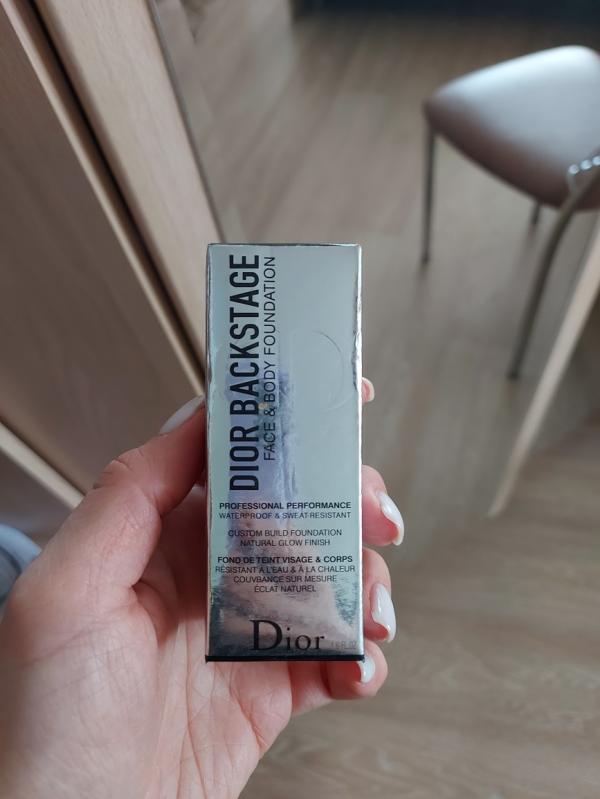 DIOR BACKSTAGE
FACE & BODY FOUNDATION
PROFESSIONAL PERFORMANCE
WATERPROOF & SWEAT-RESISTANT
CUSTOM BUILD FOUNDATION
NATURAL GLOW FINISH
FOND DE TEINT VISAGE & CORPS
RÉSISTANT À L'EAU & À LA CHALEUR
COUVRANCE SUR MESURE
ÉCLAT NATUREL
Dior